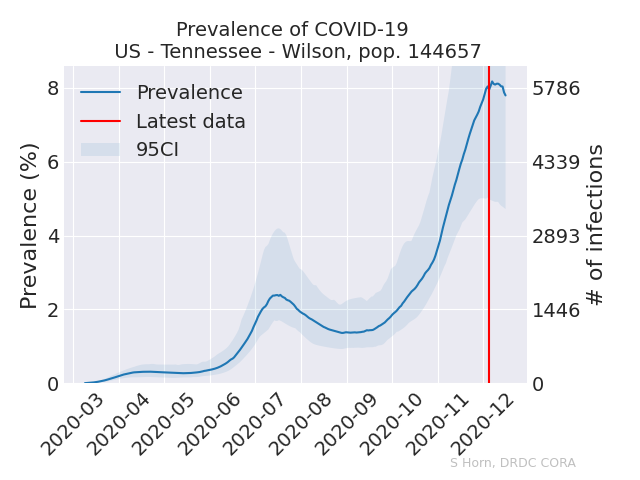 Prevalence of COVID-19
US - Tennessee - Wilson, pop. 144657
Prevalence
Latest data
95CI
Prevalence (%)
8
6
4
2
0
5786
4339
2893
1446
0
# of infections
2020-03
2020-04
2020-05
2020-06
2020-07
2020-08
2020-09
2020-10
2020-11
2020-12
S Horn, DRDC CORA